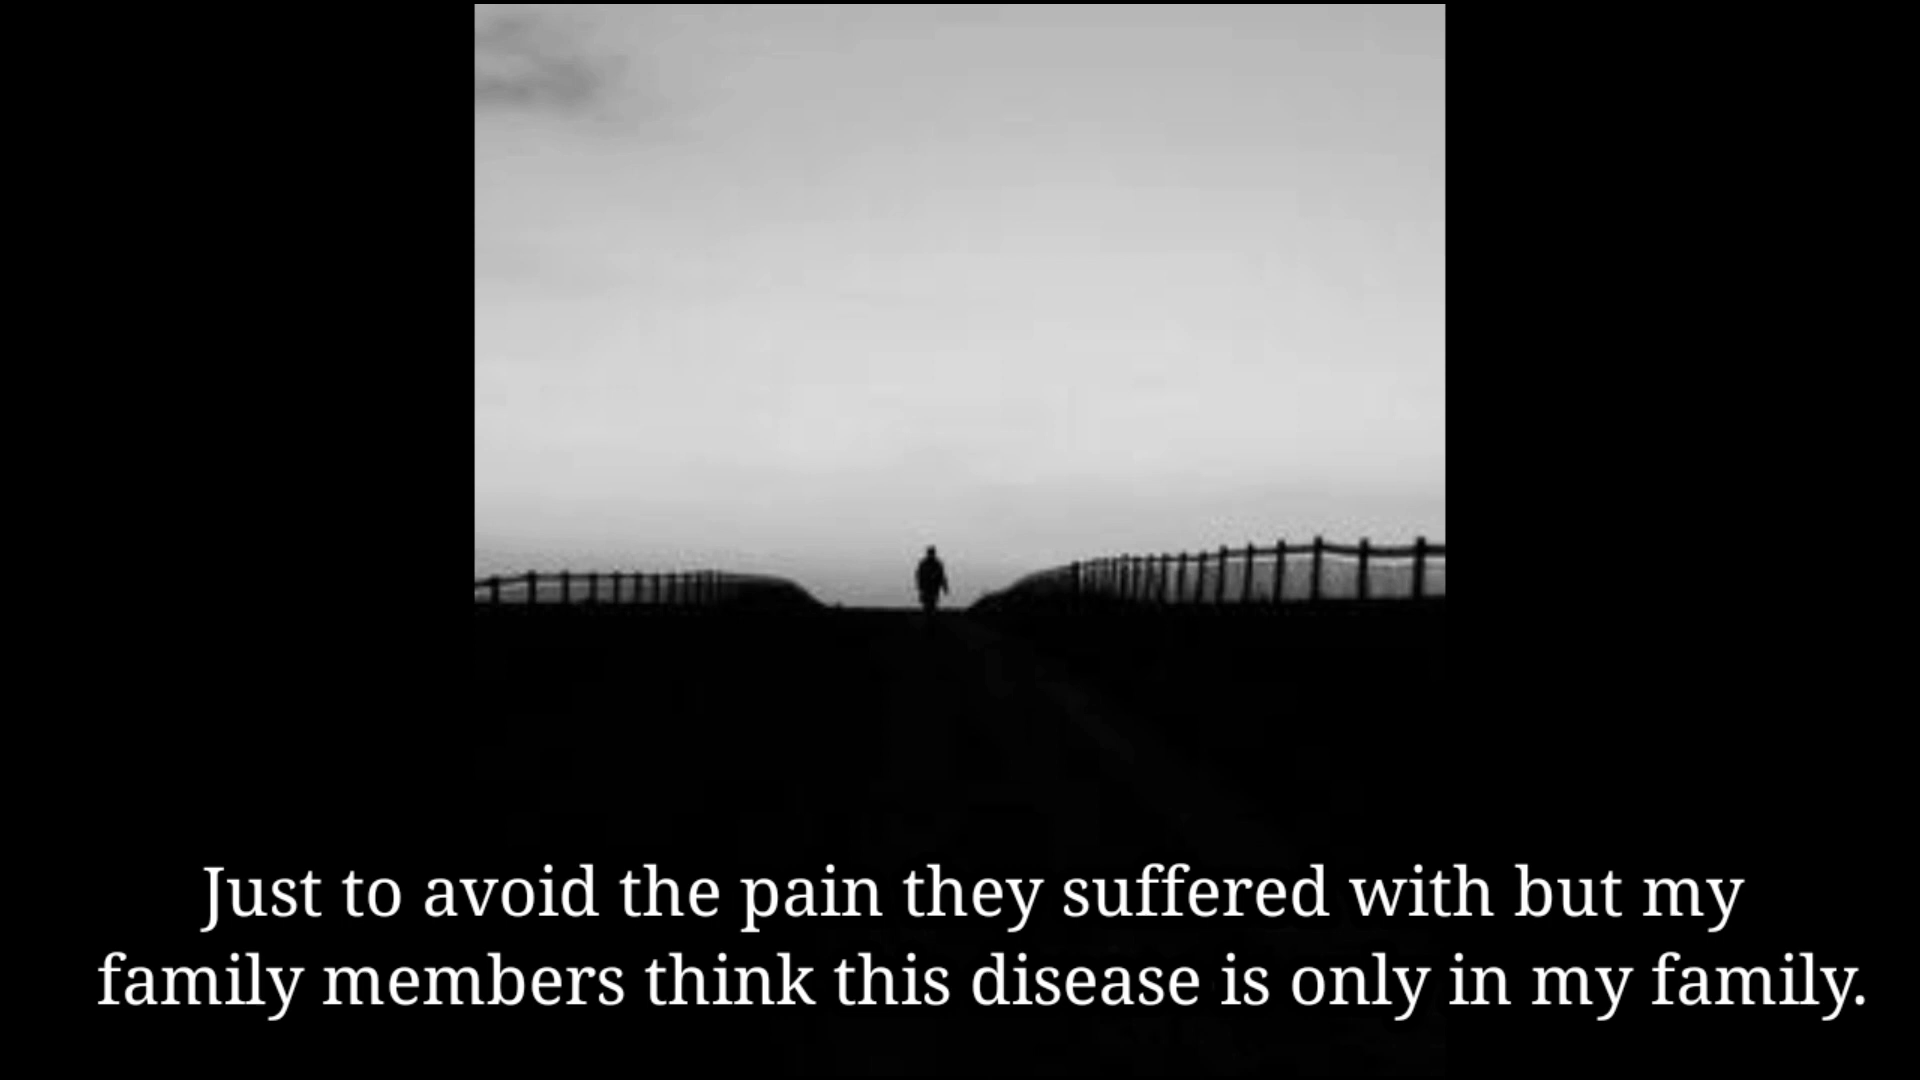 Just to avoid the pain they suffered with but my
family members think this disease is only in my family.